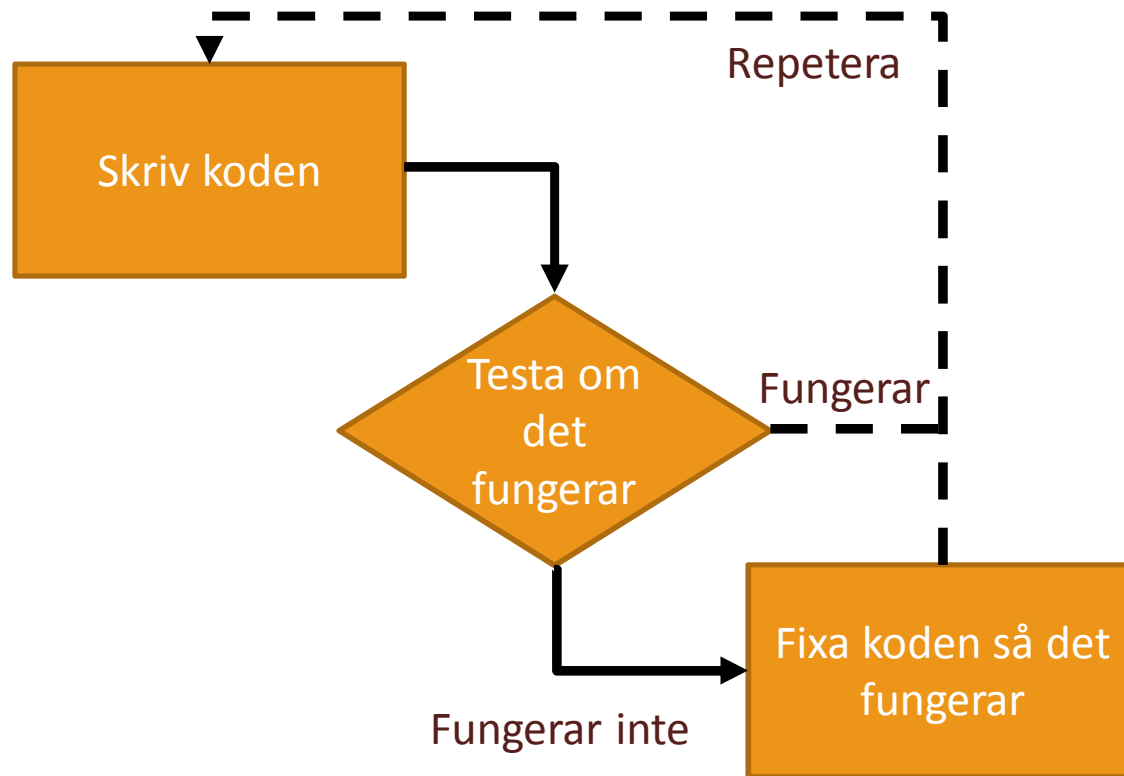 Repetera
Skriv koden
Testa om
det
fungerar
Fungerar
Fixa koden så det
fungerar
Fungerar inte